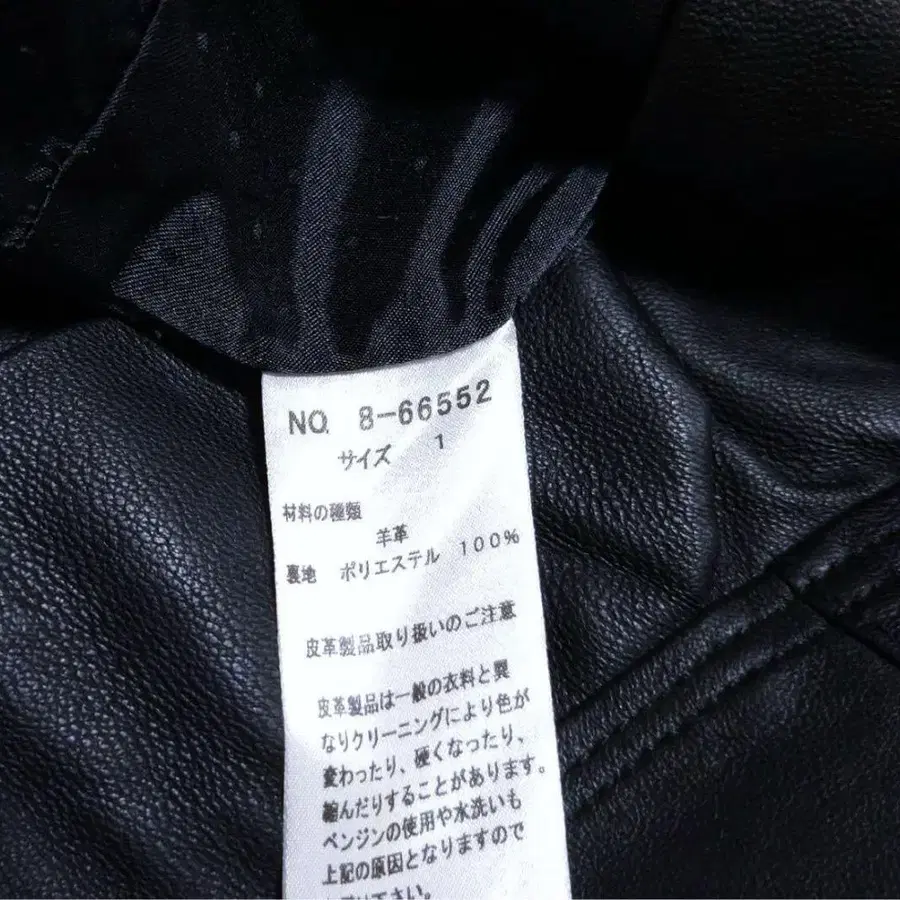 NO. 8-66552
サイズ 1
材料の種類
羊革
裏地 ポリエステル 100%
皮革製品取り扱いのご注意
皮革製品は一般の衣料と異
なりクリーニングにより色が
変わったり、硬くなったり、
縮んだりすることがあります。
ベンジンの使用や水洗いも
上記の原因となりますので
下さい。